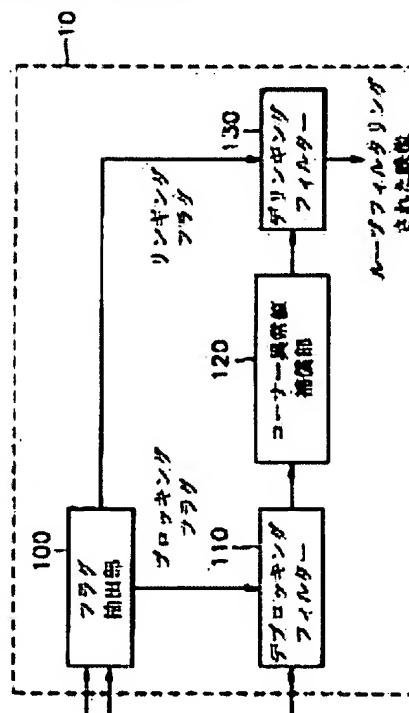 10
100
フラグ
抽出部
リンギング
フラグ
130
デリンギング
フィルター
ブロッキング
フラグ
120
コーナー異常値
補償部
110
デブロッキング
フィルター
ループフィルタリング
された映像